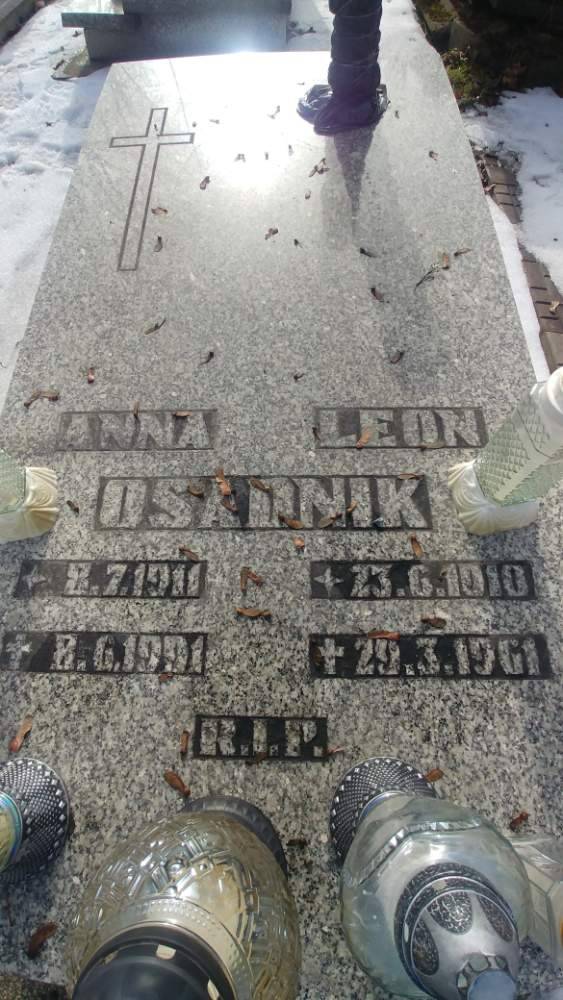 ANNA LEON
OSADNIK
23.6.1910
✝ 8.6.1991 ✝ 29.3.1961
R.I.P.